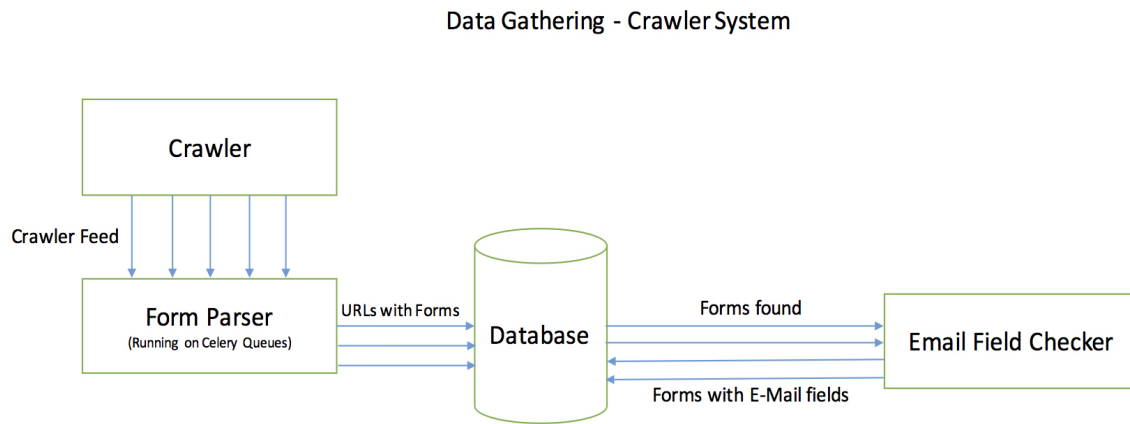 Data Gathering - Crawler System
Crawler
Crawler Feed
Form Parser
(Running on Celery Queues)
URLs with Forms
Database
Forms found
Email Field Checker
Forms with E-Mail fields